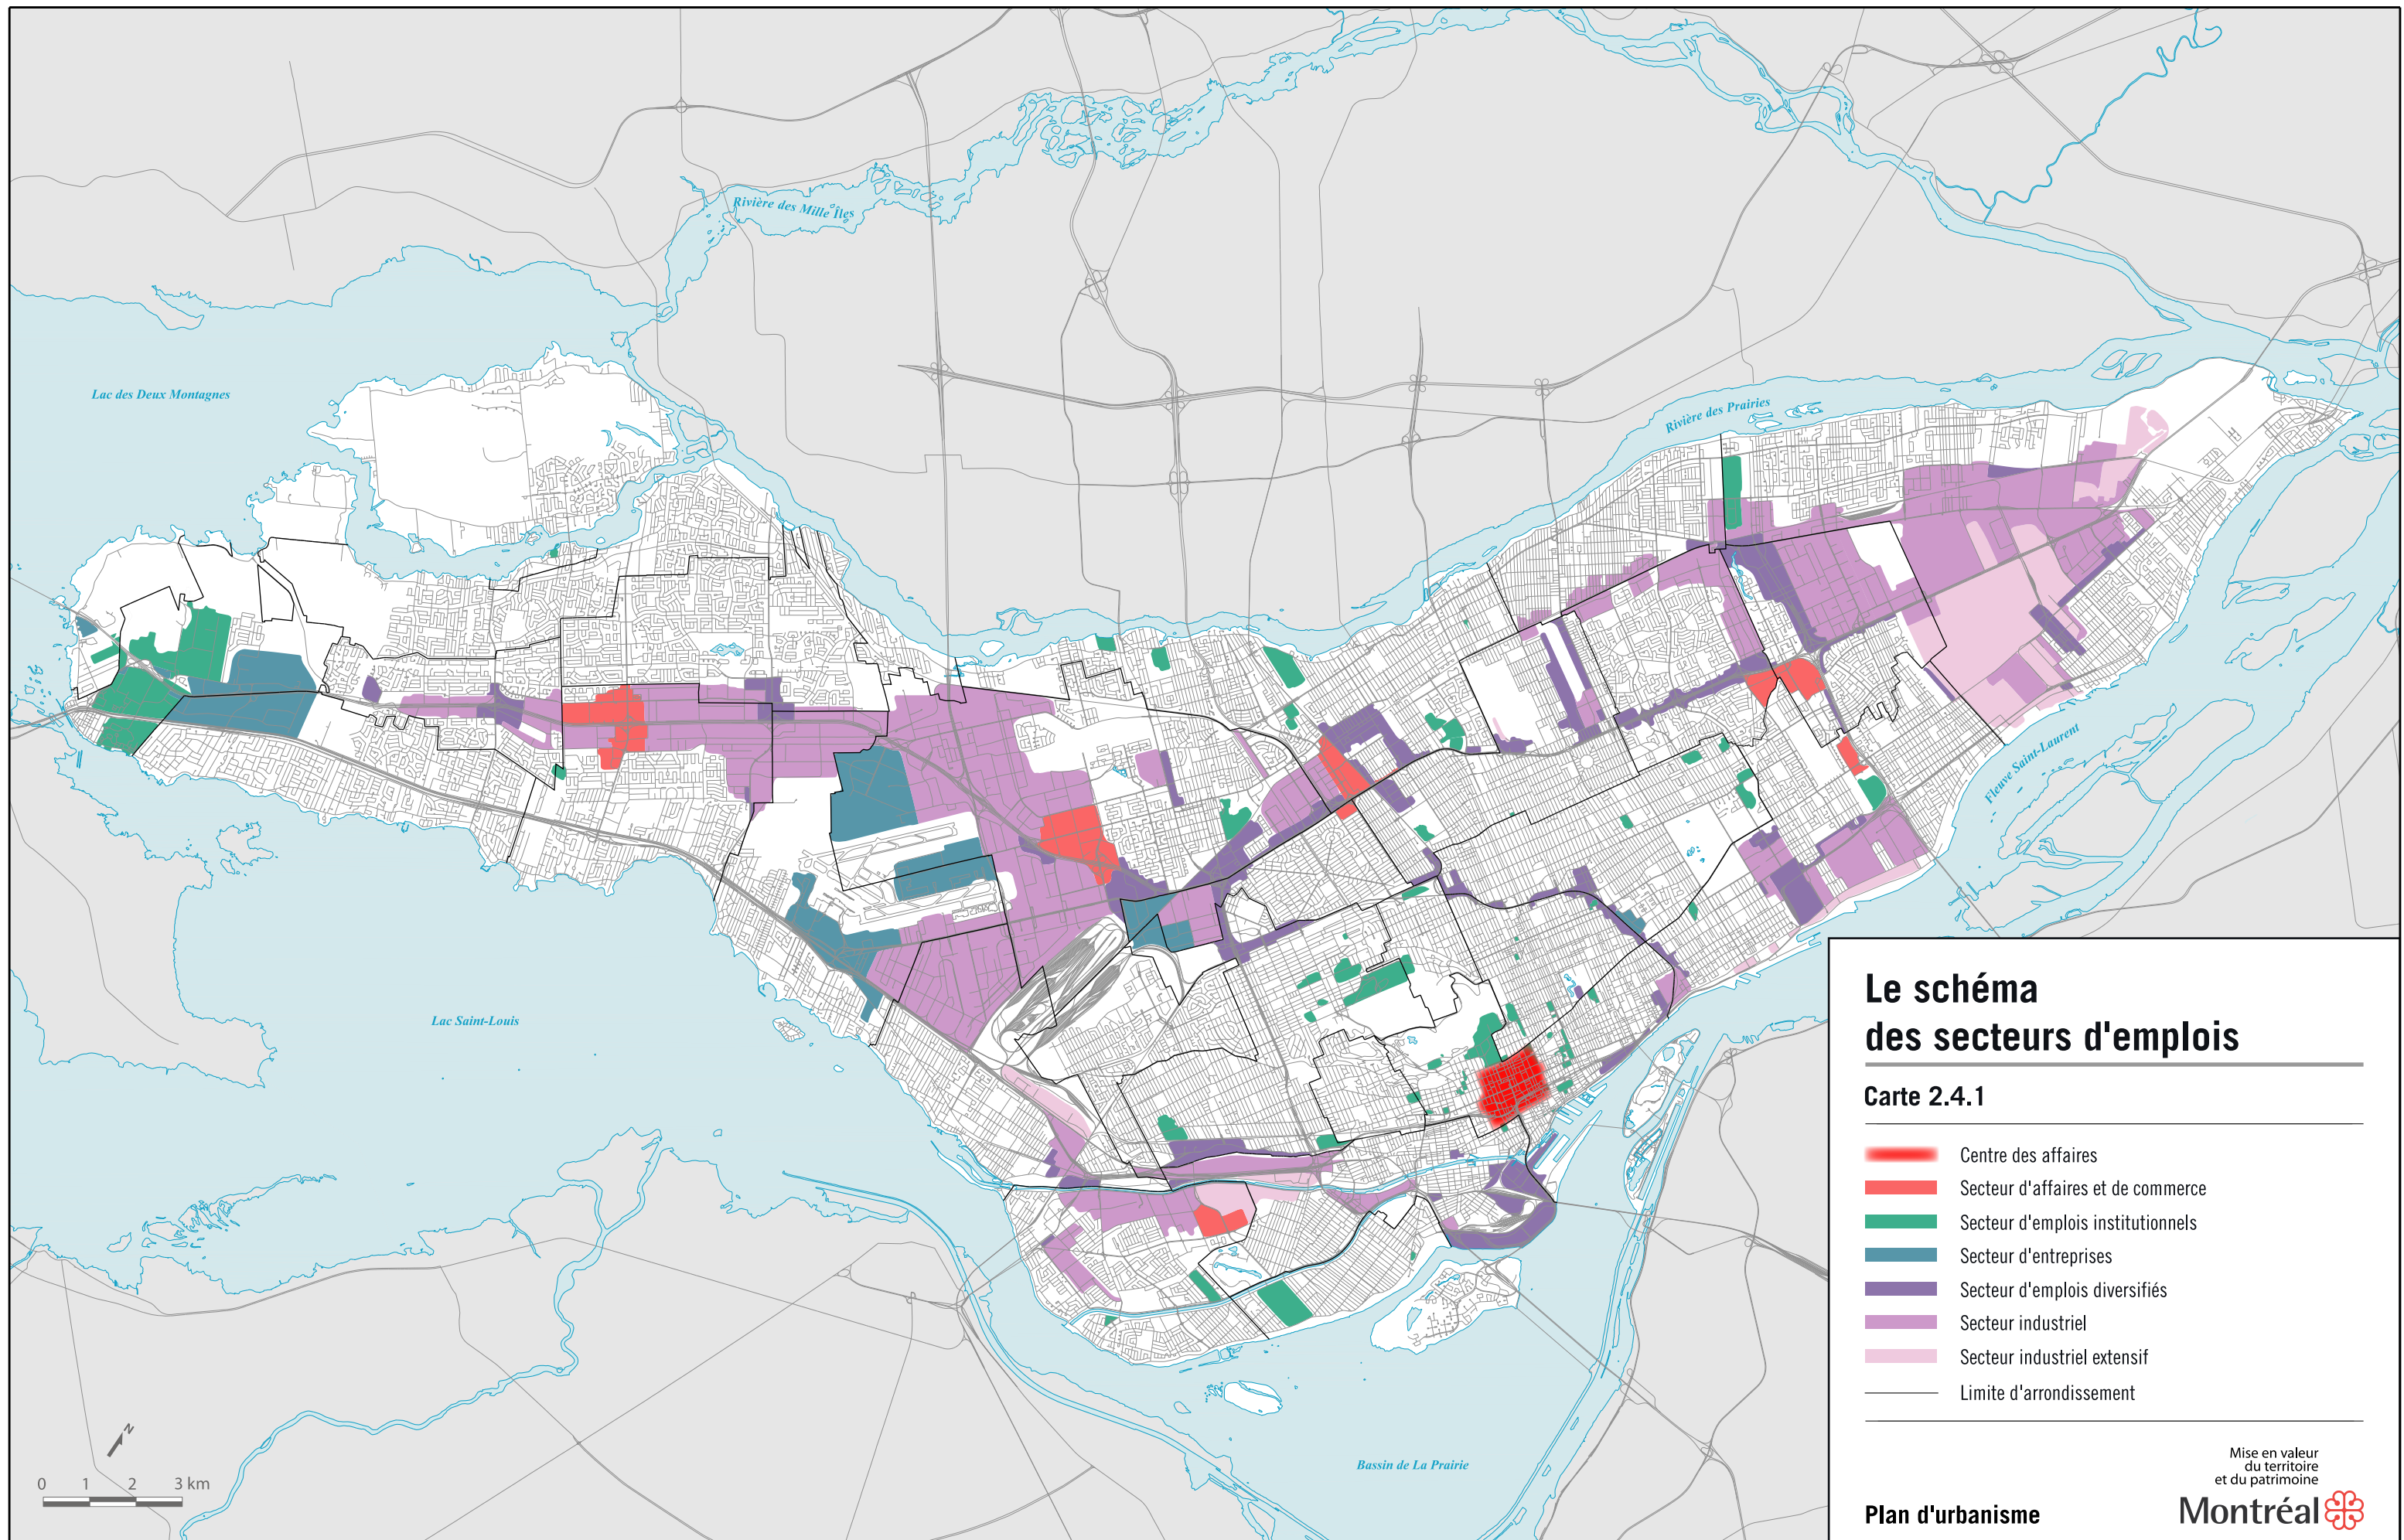 Rivière des Mille Îles
Lac des Deux Montagnes
Rivière des Prairies
Fleuve Saint-Laurent
Lac Saint-Louis
Bassin de La Prairie
N
0 1 2 3 km
Le schéma
des secteurs d'emplois
Carte 2.4.1
Centre des affaires
Secteur d'affaires et de commerce
Secteur d'emplois institutionnels
Secteur d'entreprises
Secteur d'emplois diversifiés
Secteur industriel
Secteur industriel extensif
Limite d'arrondissement
Mise en valeur
du territoire
et du patrimoine
Plan d'urbanisme
Montréal